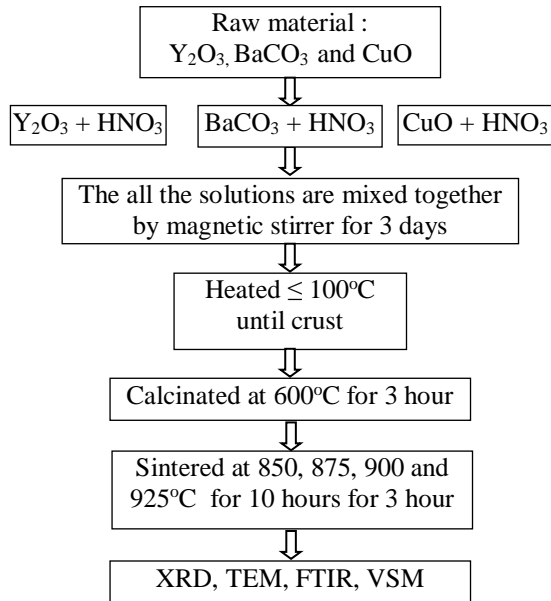 Raw material :
Y₂O₃, BaCO₃ and CuO
Y₂O₃ + HNO₃
BaCO₃ + HNO₃
CuO + HNO₃
The all the solutions are mixed together
by magnetic stirrer for 3 days
Heated ≤ 100°C
until crust
Calcinated at 600°C for 3 hour
Sintered at 850, 875, 900 and
925°C for 10 hours for 3 hour
XRD, TEM, FTIR, VSM